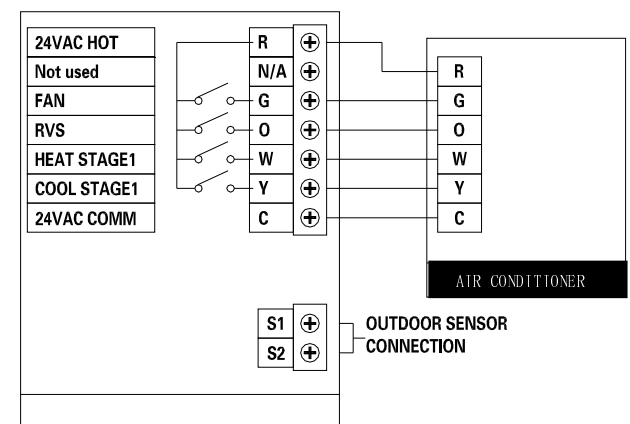 24VAC HOT R
Not used N/A R
FAN G G
RVS O O
HEAT STAGE1 W W
COOL STAGE1 Y Y
24VAC COMM C C
AIR CONDITIONER
S1 OUTDOOR SENSOR
S2 CONNECTION